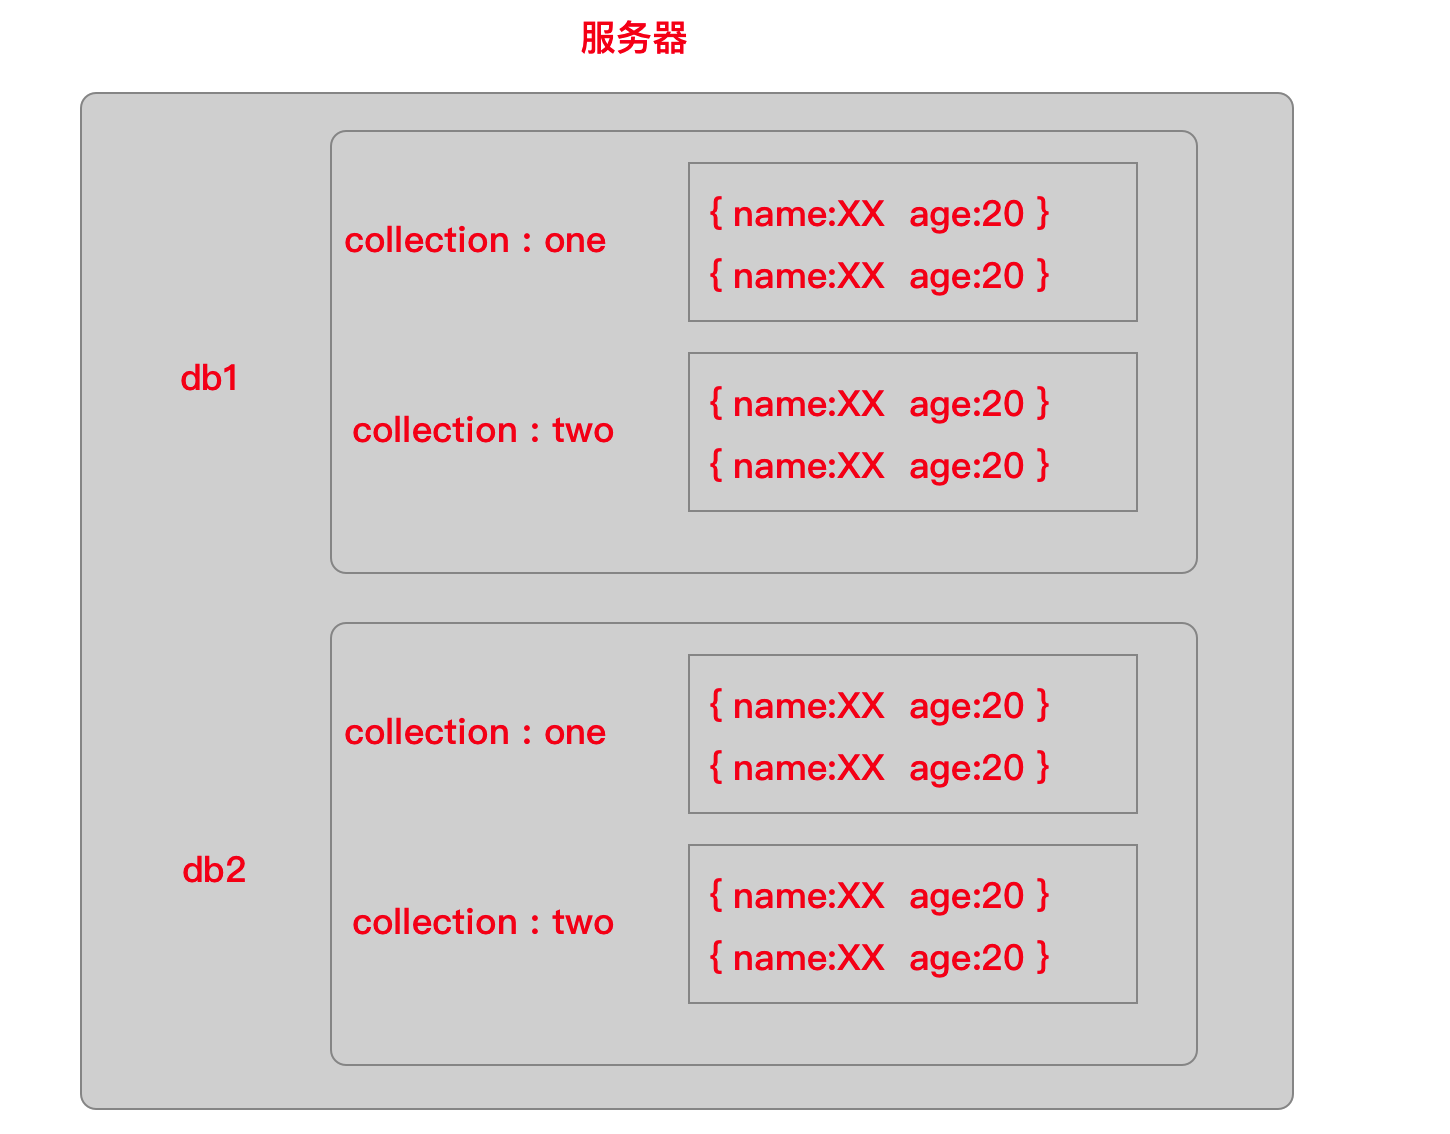 服务器
db1
collection : one
{ name:XX age:20 }
{ name:XX age:20 }
collection : two
{ name:XX age:20 }
{ name:XX age:20 }
db2
collection : one
{ name:XX age:20 }
{ name:XX age:20 }
collection : two
{ name:XX age:20 }
{ name:XX age:20 }